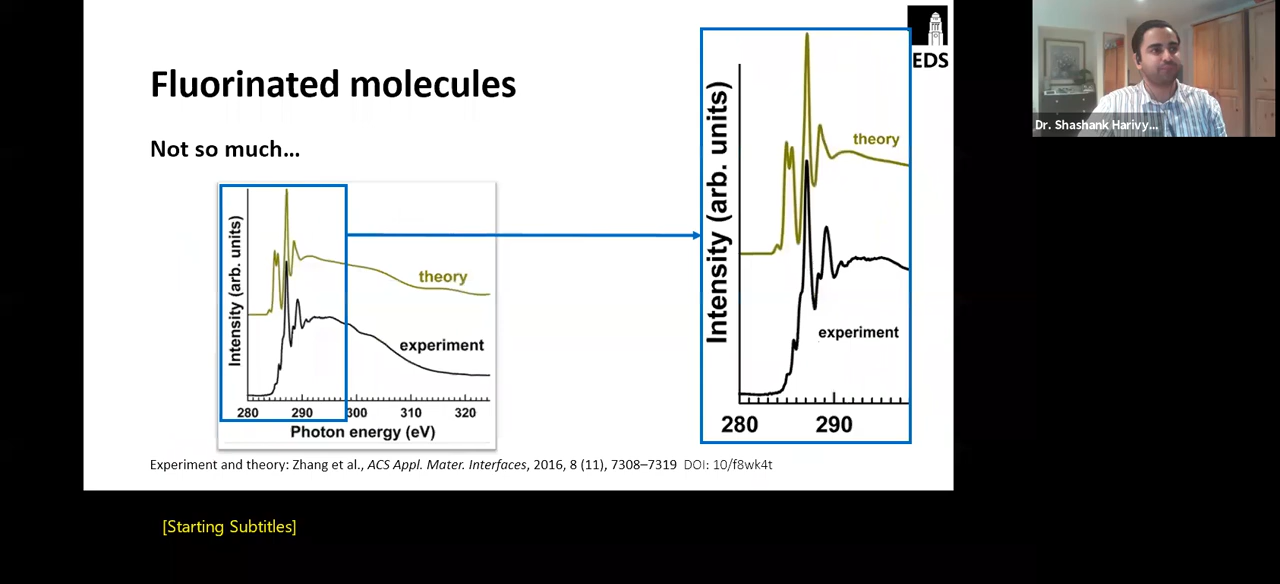 Fluorinated molecules
Not so much...
Intensity (arb. units)
theory
experiment
280 290 300 310 320
Photon energy (eV)
Intensity (arb. units)
theory
experiment
280 290
EDS
Experiment and theory: Zhang et al., ACS Appl. Mater. Interfaces, 2016, 8 (11), 7308–7319 DOI: 10/f8wk4t
[Starting Subtitles]
Dr. Shashank Harivy...